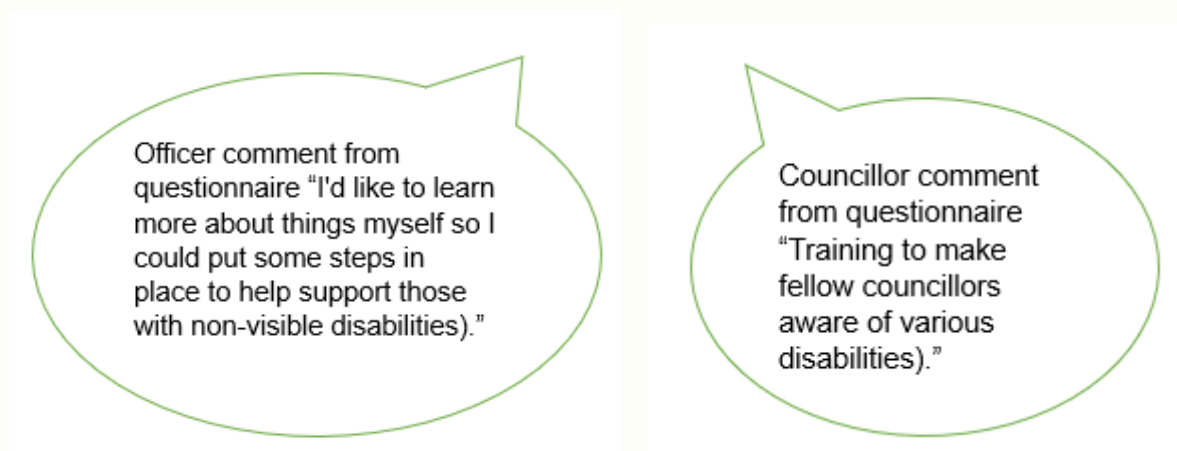 Officer comment from
questionnaire “I'd like to learn
more about things myself so I
could put some steps in
place to help support those
with non-visible disabilities).”
Councillor comment
from questionnaire
“Training to make
fellow councillors
aware of various
disabilities).”